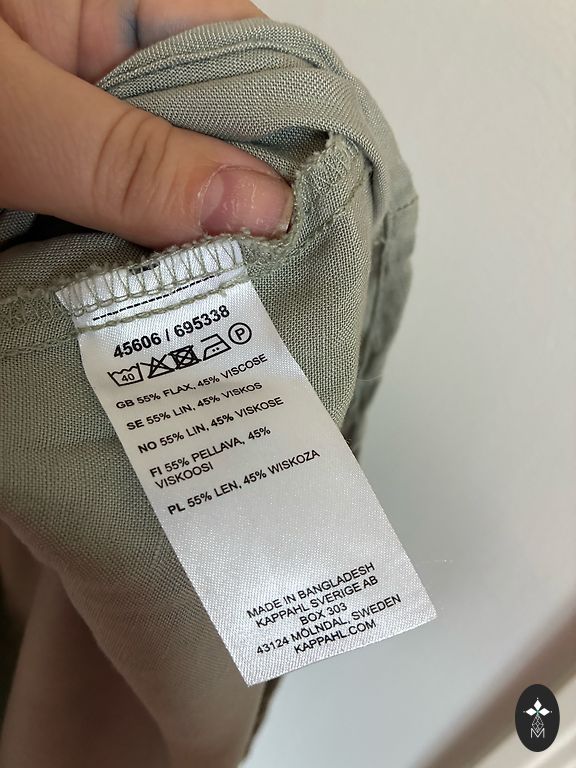 45606 / 695338
40 P
GB 55% FLAX, 45% VISCOSE
SE 55% LIN, 45% VISKOS
NO 55% LIN, 45% VISKOSE
FI 55% PELLAVA, 45%
VISKOOSI
PL 55% LEN, 45% WISKOZA
MADE IN BANGLADESH
KAPPAHL SVERIGE AB
BOX 303
43124 MÖLNDAL, SWEDEN
KAPPAHL.COM
M